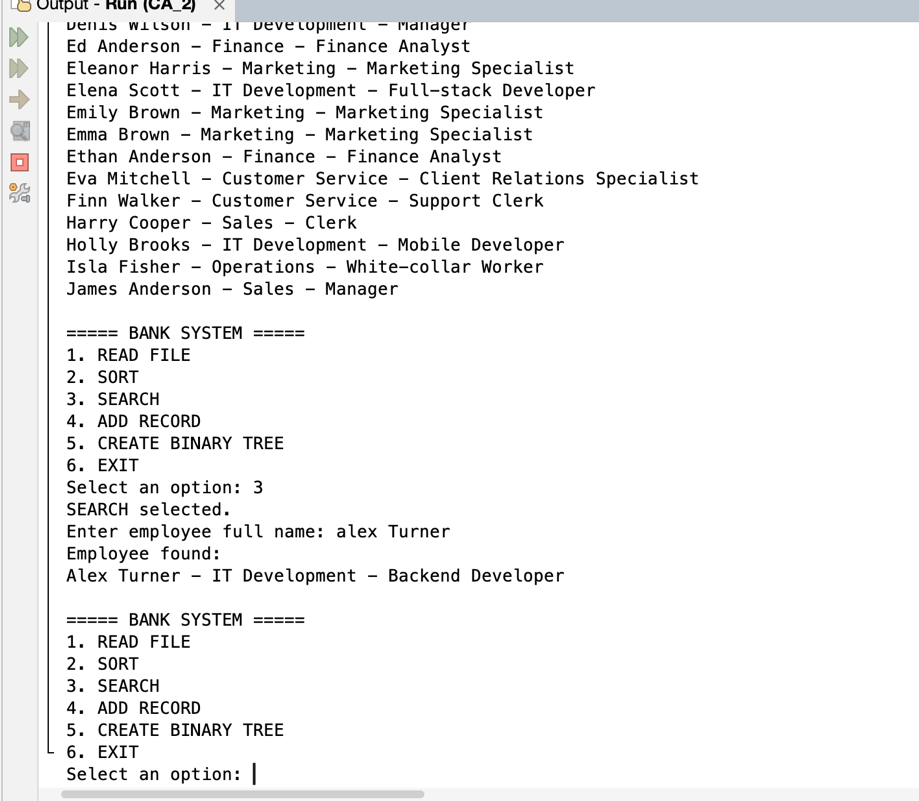 Output - Run (CA_2) ×
Denis Wilson – IT Development – Manager
Ed Anderson – Finance – Finance Analyst
Eleanor Harris – Marketing – Marketing Specialist
Elena Scott – IT Development – Full-stack Developer
Emily Brown – Marketing – Marketing Specialist
Emma Brown – Marketing – Marketing Specialist
Ethan Anderson – Finance – Finance Analyst
Eva Mitchell – Customer Service – Client Relations Specialist
Finn Walker – Customer Service – Support Clerk
Harry Cooper – Sales – Clerk
Holly Brooks – IT Development – Mobile Developer
Isla Fisher – Operations – White-collar Worker
James Anderson – Sales – Manager
===== BANK SYSTEM =====
1. READ FILE
2. SORT
3. SEARCH
4. ADD RECORD
5. CREATE BINARY TREE
6. EXIT
Select an option: 3
SEARCH selected.
Enter employee full name: alex Turner
Employee found:
Alex Turner – IT Development – Backend Developer
===== BANK SYSTEM =====
1. READ FILE
2. SORT
3. SEARCH
4. ADD RECORD
5. CREATE BINARY TREE
6. EXIT
Select an option: